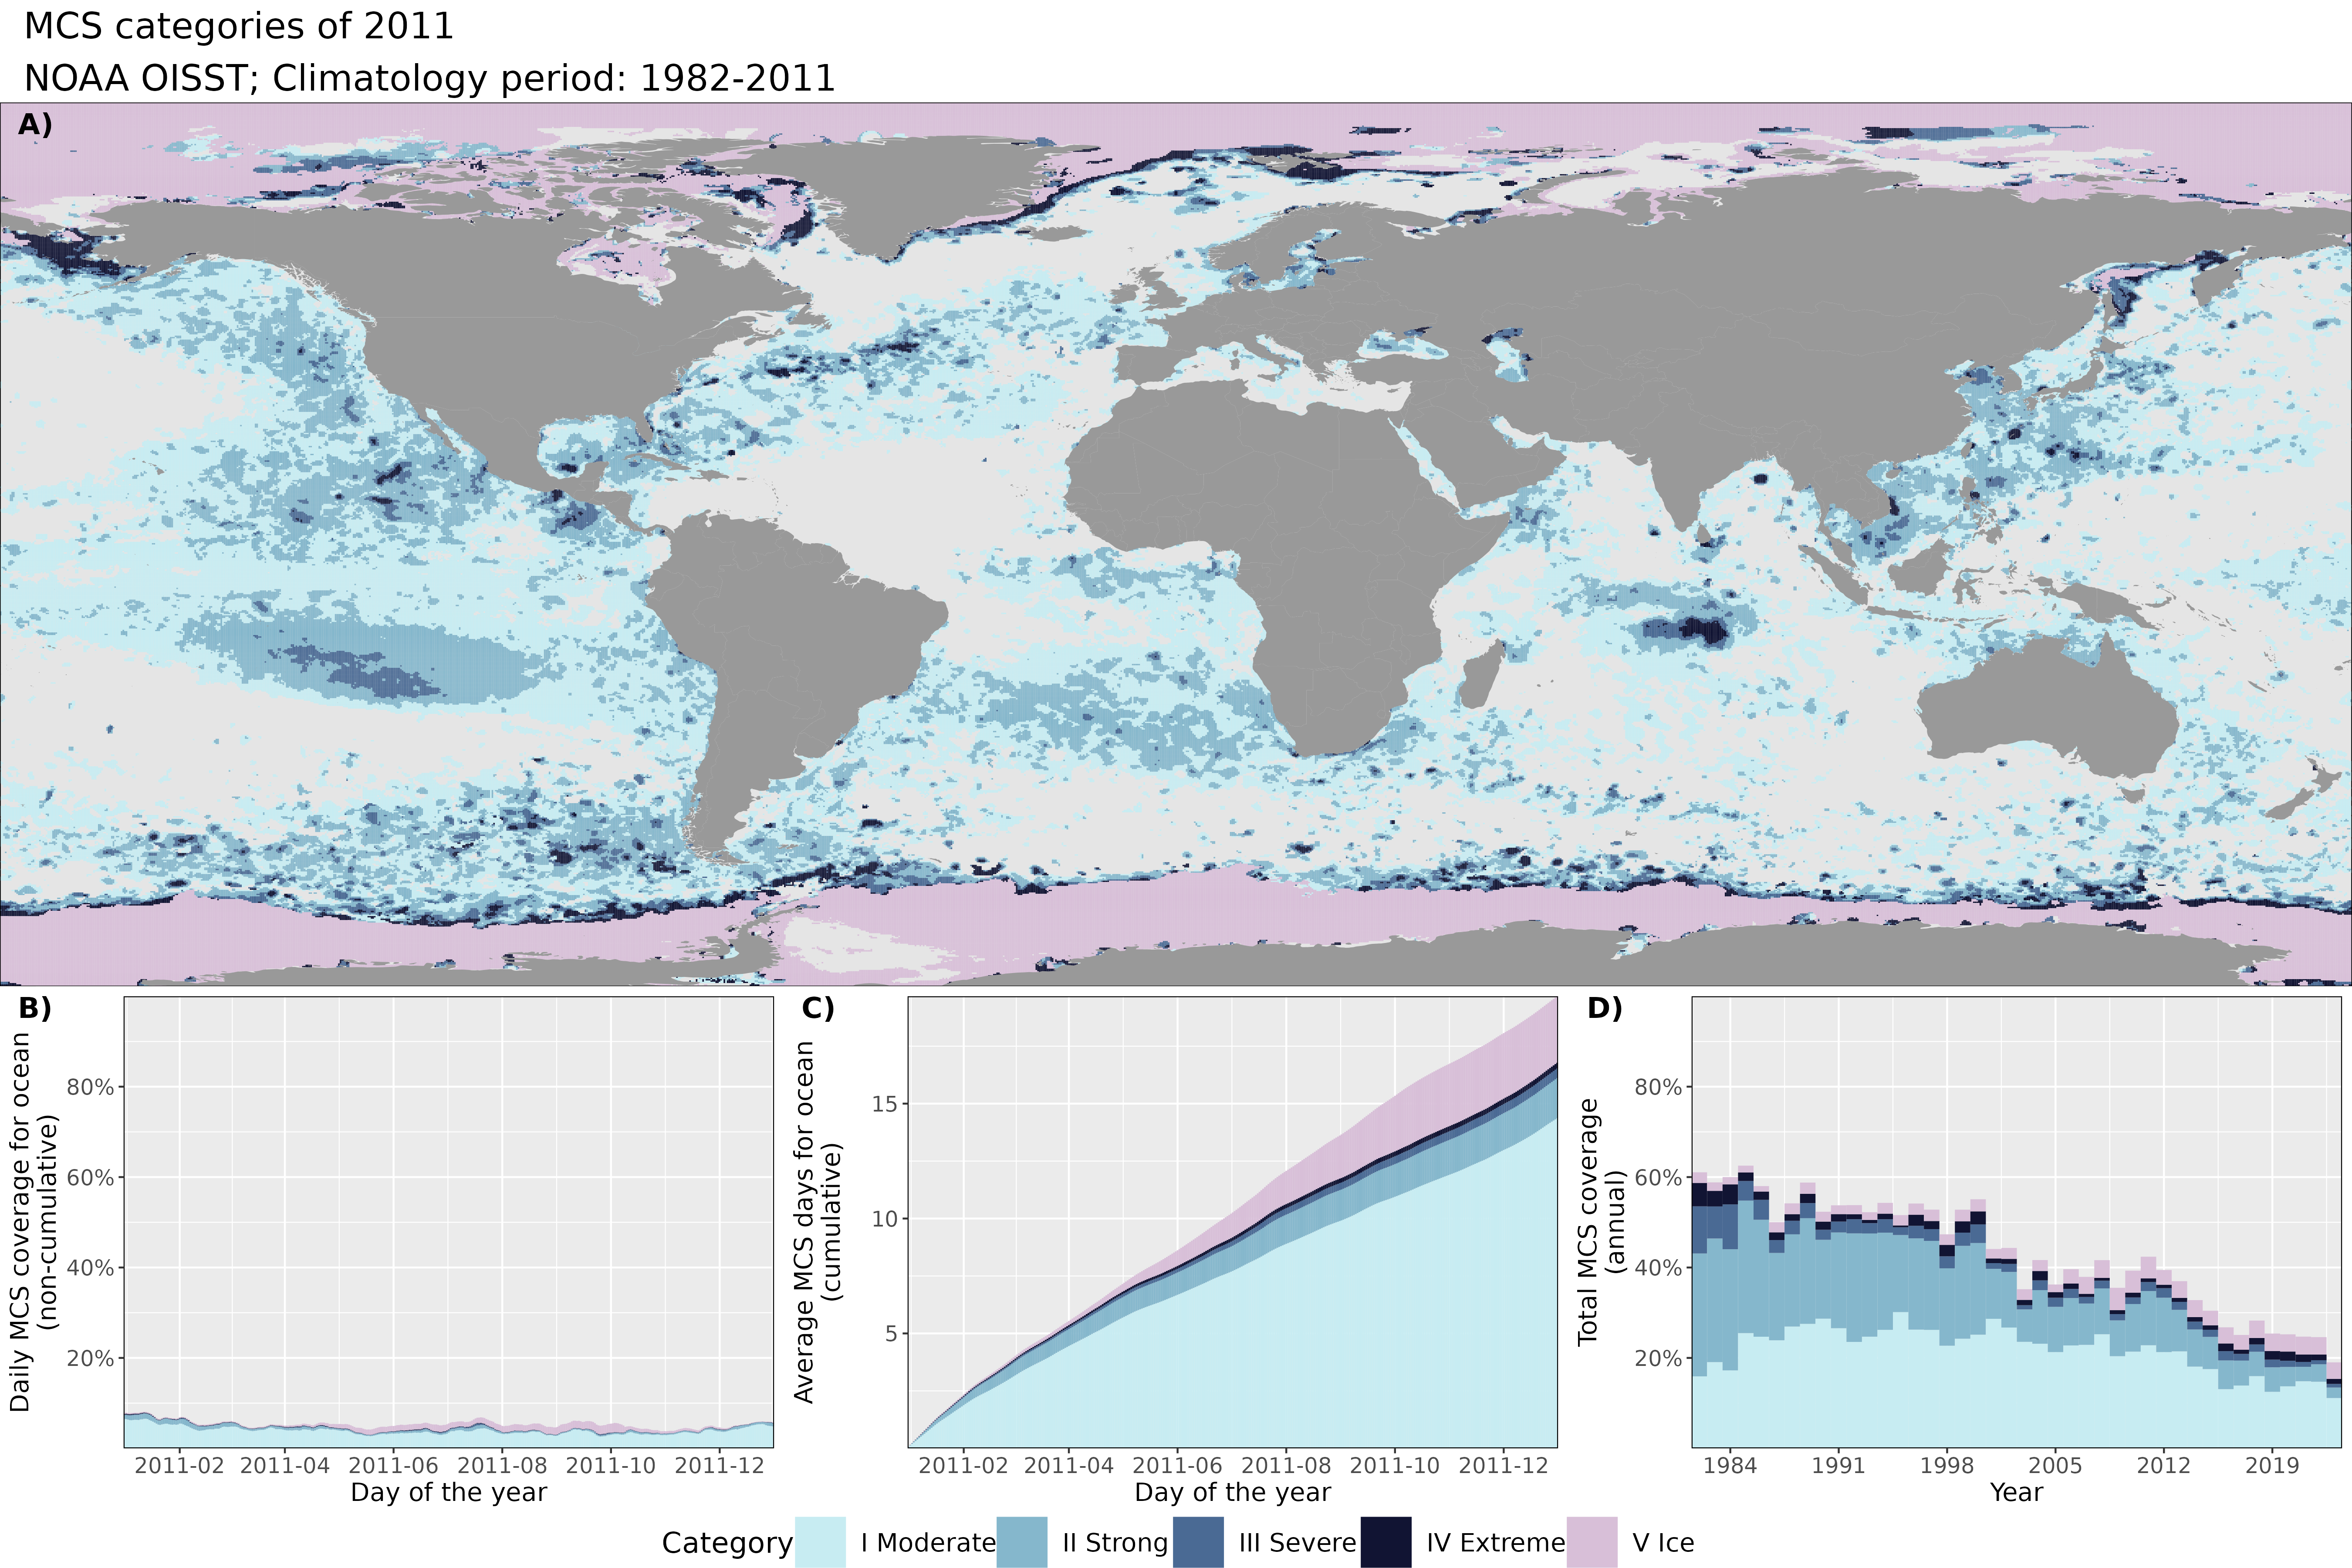 MCS categories of 2011
NOAA OISST; Climatology period: 1982-2011
A)
B)
Daily MCS coverage for ocean
(non-cumulative)
80%
60%
40%
20%
2011-02 2011-04 2011-06 2011-08 2011-10 2011-12
Day of the year
C)
Average MCS days for ocean
(cumulative)
15
10
5
2011-02 2011-04 2011-06 2011-08 2011-10 2011-12
Day of the year
D)
Total MCS coverage
(annual)
80%
60%
40%
20%
1984 1991 1998 2005 2012 2019
Year
Category I Moderate II Strong III Severe IV Extreme V Ice